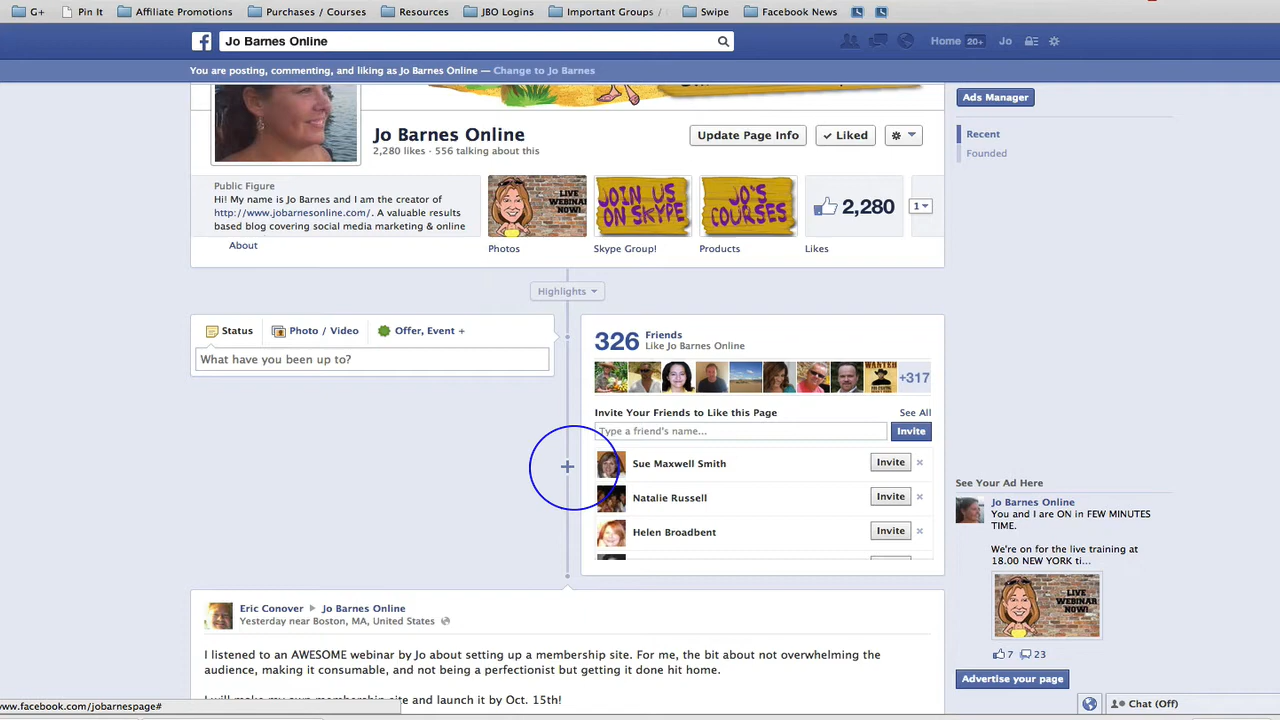 G+ Pin It Affiliate Promotions Purchases / Courses Resources JBO Logins Important Groups / Swipe Facebook News
Jo Barnes Online
Home 20+ Jo
You are posting, commenting, and liking as Jo Barnes Online — Change to Jo Barnes
Jo Barnes Online
2,280 likes · 556 talking about this
Update Page Info
✓ Liked
Public Figure
Hi! My name is Jo Barnes and I am the creator of
http://www.jobarnesonline.com/. A valuable results
based blog covering social media marketing & online
About
LIVE
WEBINAR
NOW!
Photos
JOIN US
ON SKYPE
Skype Group!
JO'S
COURSES
Products
2,280
Likes
1
Ads Manager
Recent
Founded
Highlights
Status Photo / Video Offer, Event +
What have you been up to?
326 Friends
Like Jo Barnes Online
WANTED
+317
Invite Your Friends to Like this Page See All
Type a friend's name... Invite
Sue Maxwell Smith Invite ×
Natalie Russell Invite ×
Helen Broadbent Invite ×
Eric Conover ▶ Jo Barnes Online
Yesterday near Boston, MA, United States
I listened to an AWESOME webinar by Jo about setting up a membership site. For me, the bit about not overwhelming the
audience, making it consumable, and not being a perfectionist but getting it done hit home.
I will make my own membership site and launch it by Oct. 15th!
See Your Ad Here
Jo Barnes Online
You and I are ON in FEW MINUTES
TIME.
We're on for the live training at
18.00 NEW YORK ti...
LIVE
WEBINAR
NOW!
7 23
Advertise your page
www.facebook.com/jobarnespage#
Chat (Off)